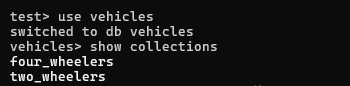 test> use vehicles
switched to db vehicles
vehicles> show collections
four_wheelers
two_wheelers